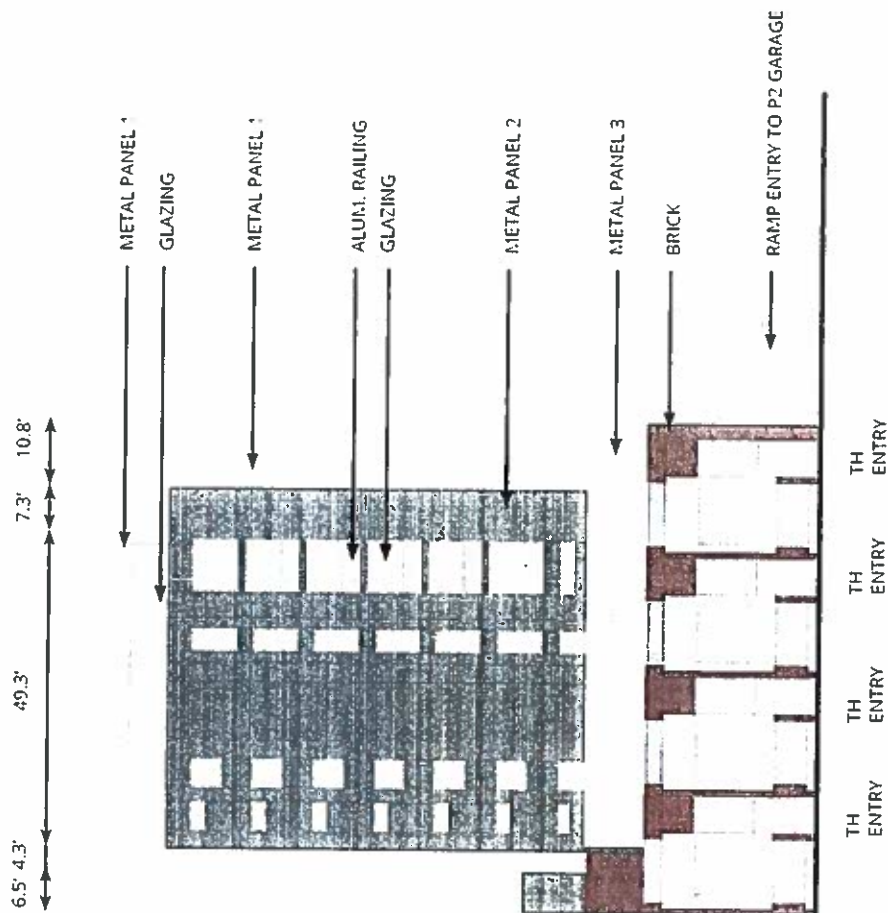 10.8'
7.3'
49.3'
4.3'
6.5'
METAL PANEL 1
GLAZING
METAL PANEL 1
ALUM. RAILING
GLAZING
METAL PANEL 2
METAL PANEL 3
BRICK
RAMP ENTRY TO P2 GARAGE
TH
ENTRY
TH
ENTRY
TH
ENTRY
TH
ENTRY